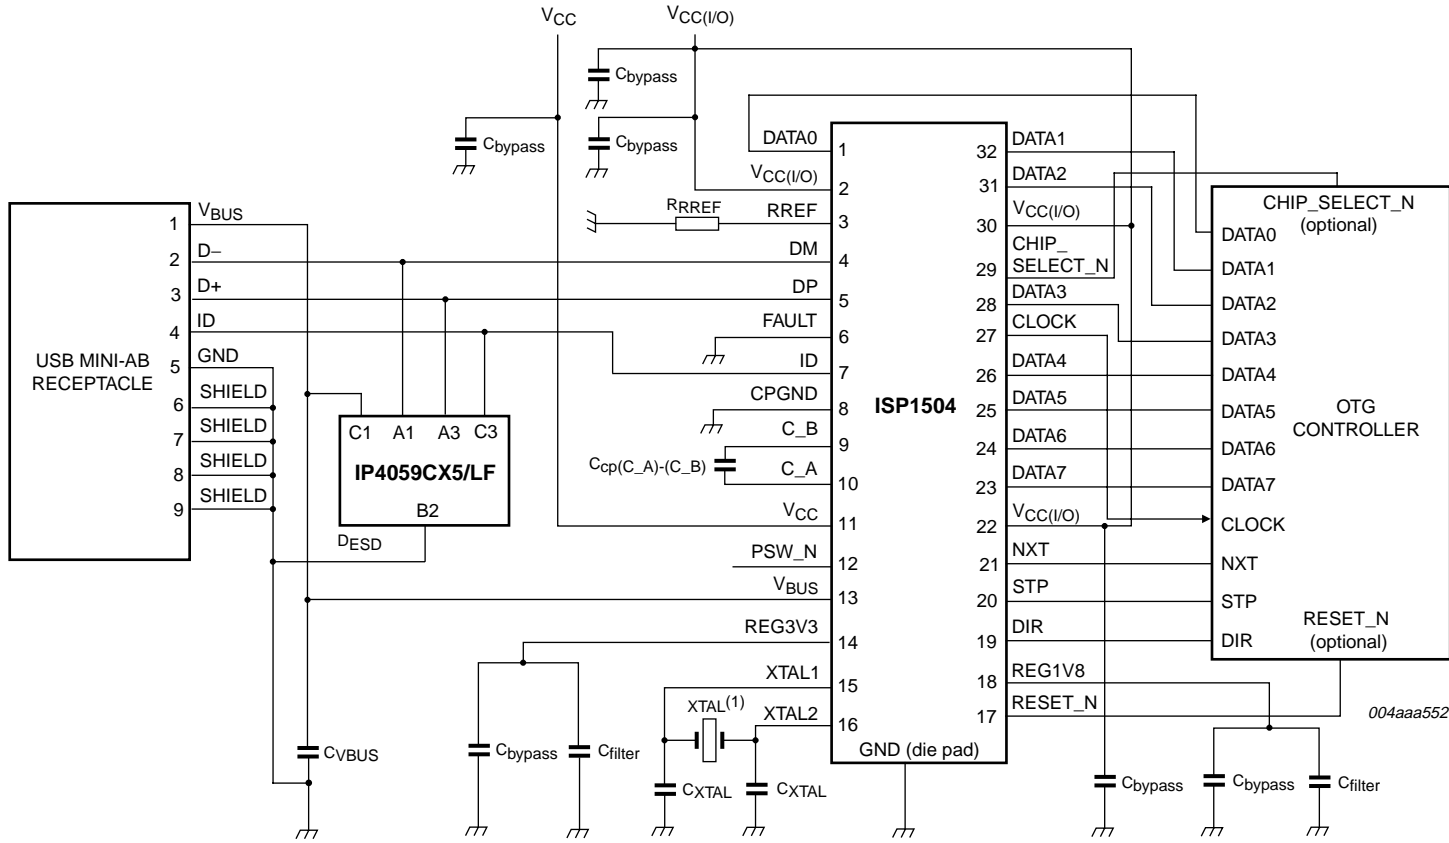 VCC
VCC(I/O)
Cbypass
Cbypass
Cbypass
USB MINI-AB
RECEPTACLE
1 VBUS
2 D−
3 D+
4 ID
5 GND
6 SHIELD
7 SHIELD
8 SHIELD
9 SHIELD
C1 A1 A3 C3
IP4059CX5/LF
B2
DESD
CVBUS
RRREF
Ccp(C_A)-(C_B)
Cbypass
Cfilter
XTAL(1)
CXTAL
CXTAL
DATA0 1
VCC(I/O) 2
RREF 3
DM 4
DP 5
FAULT 6
ID 7
CPGND 8
C_B 9
C_A 10
VCC 11
PSW_N 12
VBUS 13
REG3V3 14
XTAL1 15
XTAL2 16
ISP1504
GND (die pad)
32 DATA1
31 DATA2
30 VCC(I/O)
29 CHIP_
SELECT_N
28 DATA3
27 CLOCK
26 DATA4
25 DATA5
24 DATA6
23 DATA7
22 VCC(I/O)
21 NXT
20 STP
19 DIR
18 REG1V8
17 RESET_N
CHIP_SELECT_N
(optional)
DATA0
DATA1
DATA2
DATA3
DATA4
DATA5
DATA6
DATA7
CLOCK
NXT
STP
DIR
OTG
CONTROLLER
RESET_N
(optional)
004aaa552
Cbypass
Cbypass
Cfilter